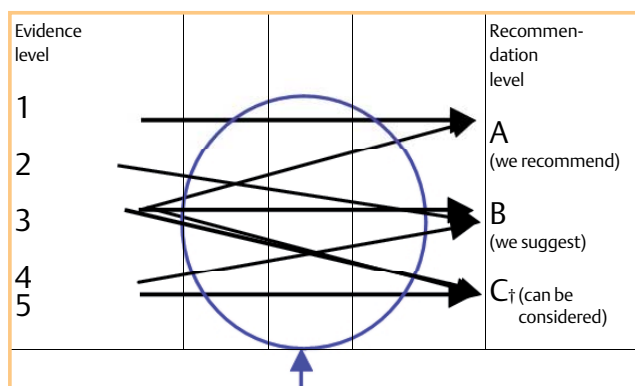 Evidence
level
Recommen-
dation
level
1
2
3
4
5
A
(we recommend)
B
(we suggest)
C† (can be
considered)